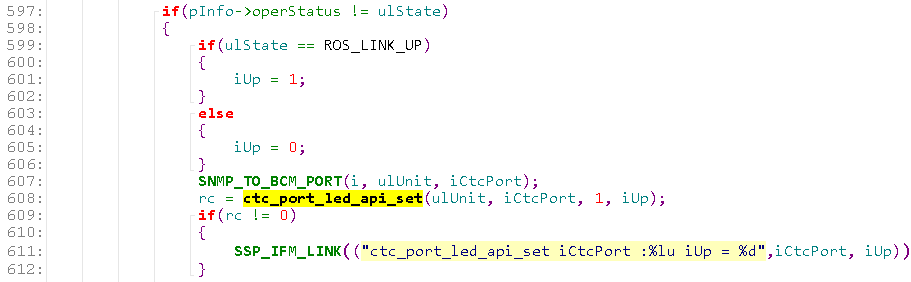 597: if(pInfo->operStatus != ulState)
598: {
599: if(ulState == ROS_LINK_UP)
600: {
601: iUp = 1;
602: }
603: else
604: {
605: iUp = 0;
606: }
607: SNMP_TO_BCM_PORT(i, ulUnit, iCtcPort);
608: rc = ctc_port_led_api_set(ulUnit, iCtcPort, 1, iUp);
609: if(rc != 0)
610: {
611: SSP_IFM_LINK(("ctc_port_led_api_set iCtcPort :%lu iUp = %d",iCtcPort, iUp))
612: }